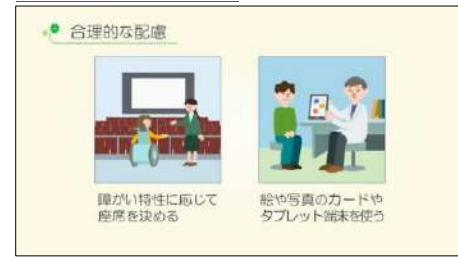 合理的な配慮
障がい特性に応じて
座席を決める
絵や写真のカードや
タブレット端末を使う